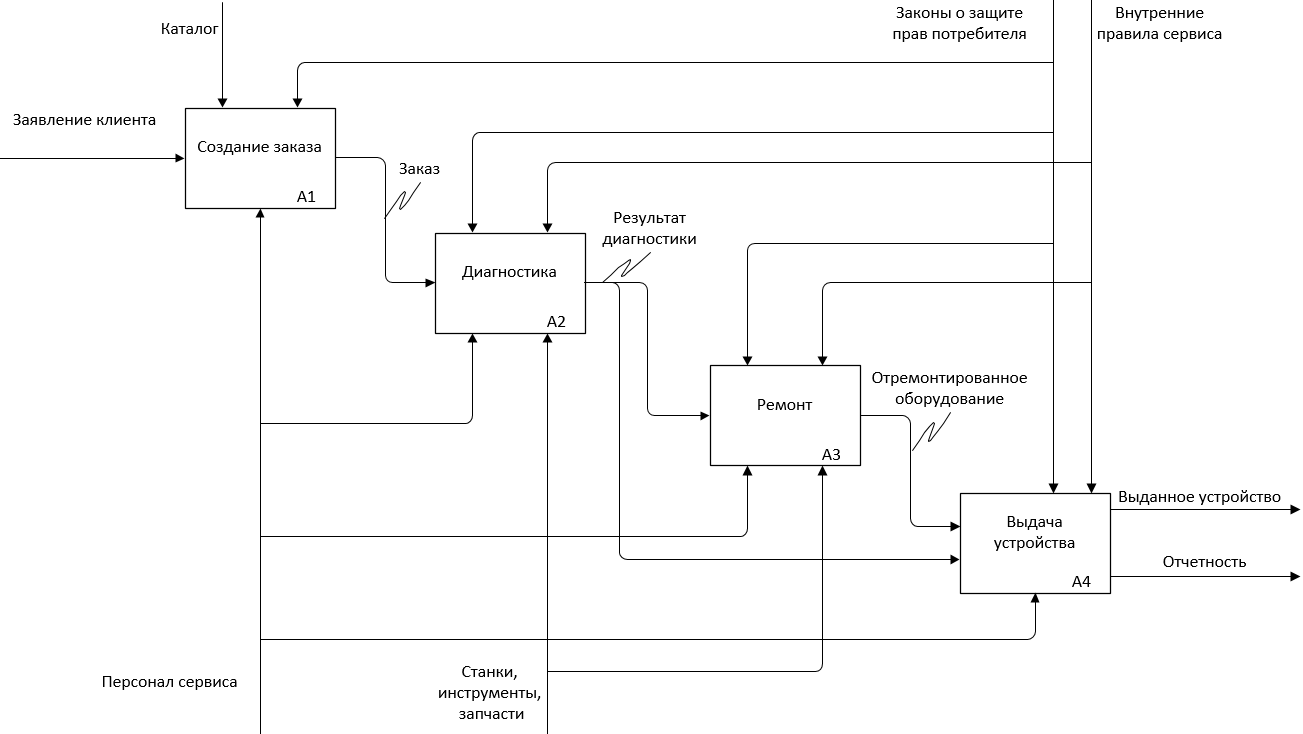 Законы о защите
прав потребителя
Внутренние
правила сервиса
Каталог
Заявление клиента
Создание заказа
А1
Заказ
Результат
диагностики
Диагностика
А2
Отремонтированное
оборудование
Ремонт
А3
Выданное устройство
Выдача
устройства
А4
Отчетность
Персонал сервиса
Станки,
инструменты,
запчасти